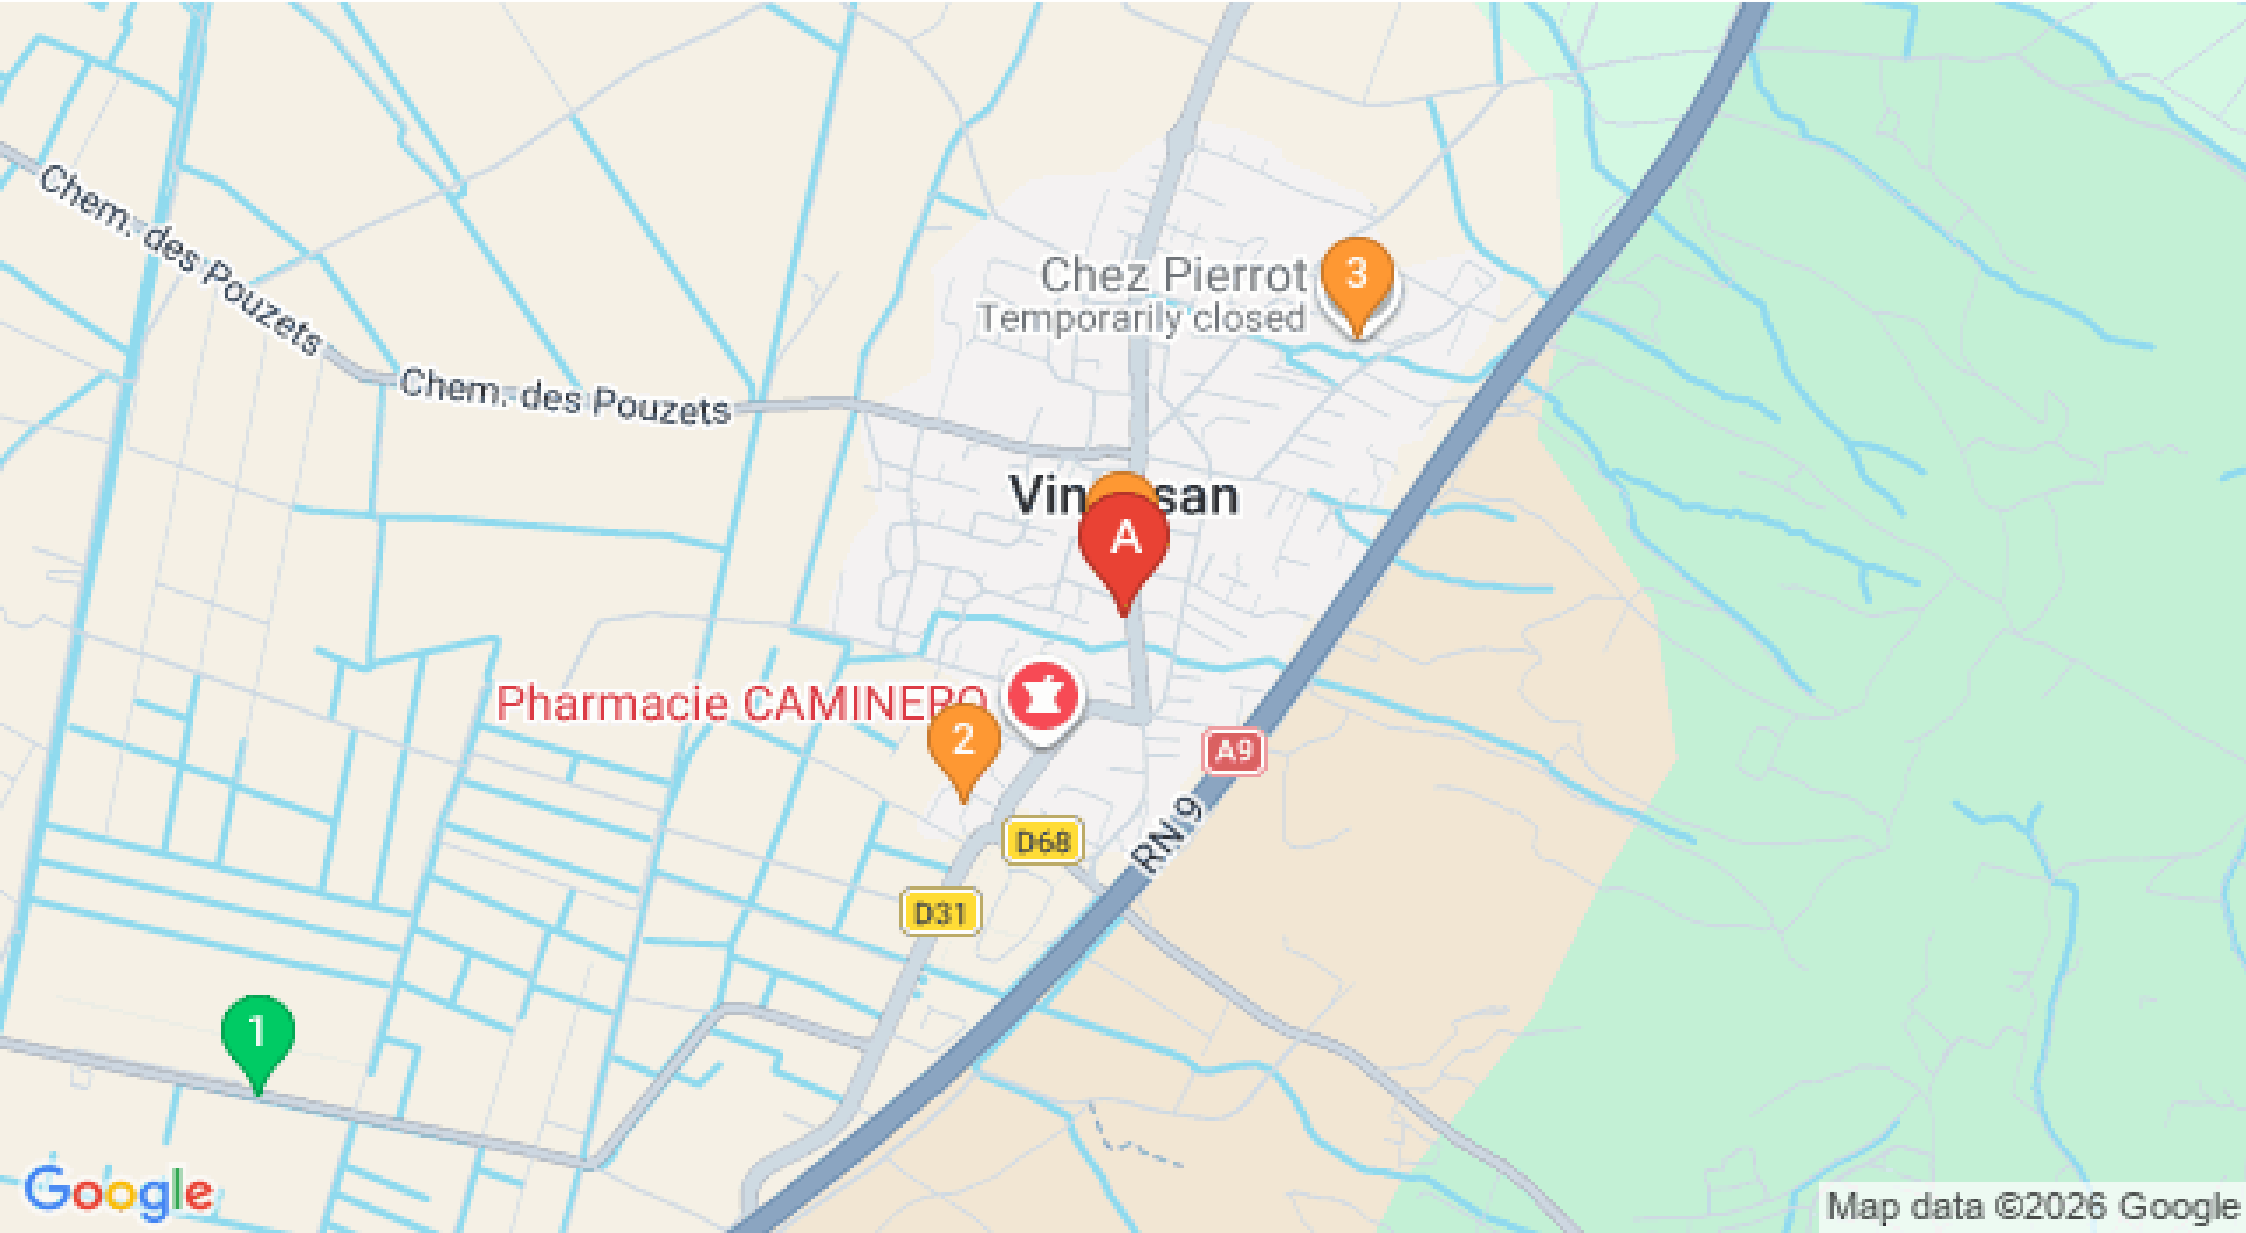 Chem. des Pouzets
Chez Pierrot
3
Temporarily closed
Chem. des Pouzets
A
Pharmacie CAMINERO
2
A9
RN 9
D68
D31
1
Google
Map data ©2026 Google